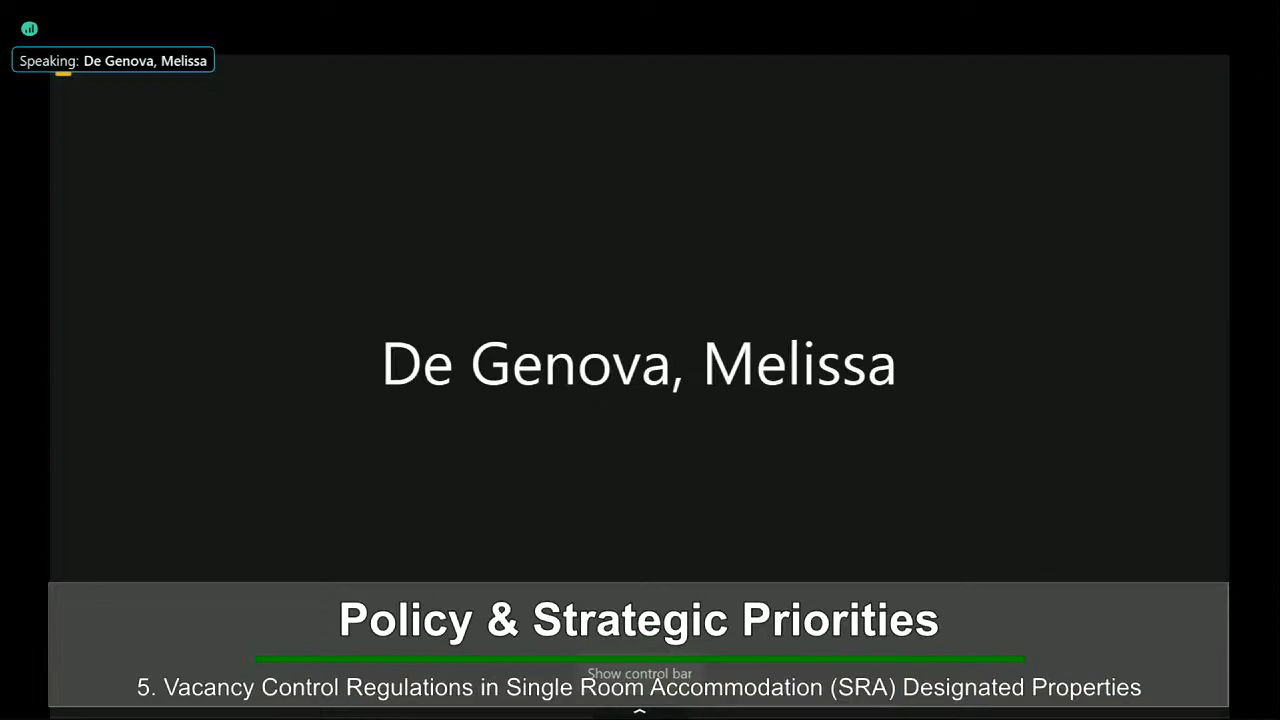 Speaking: De Genova, Melissa
De Genova, Melissa
Policy & Strategic Priorities
Show control bar
5. Vacancy Control Regulations in Single Room Accommodation (SRA) Designated Properties